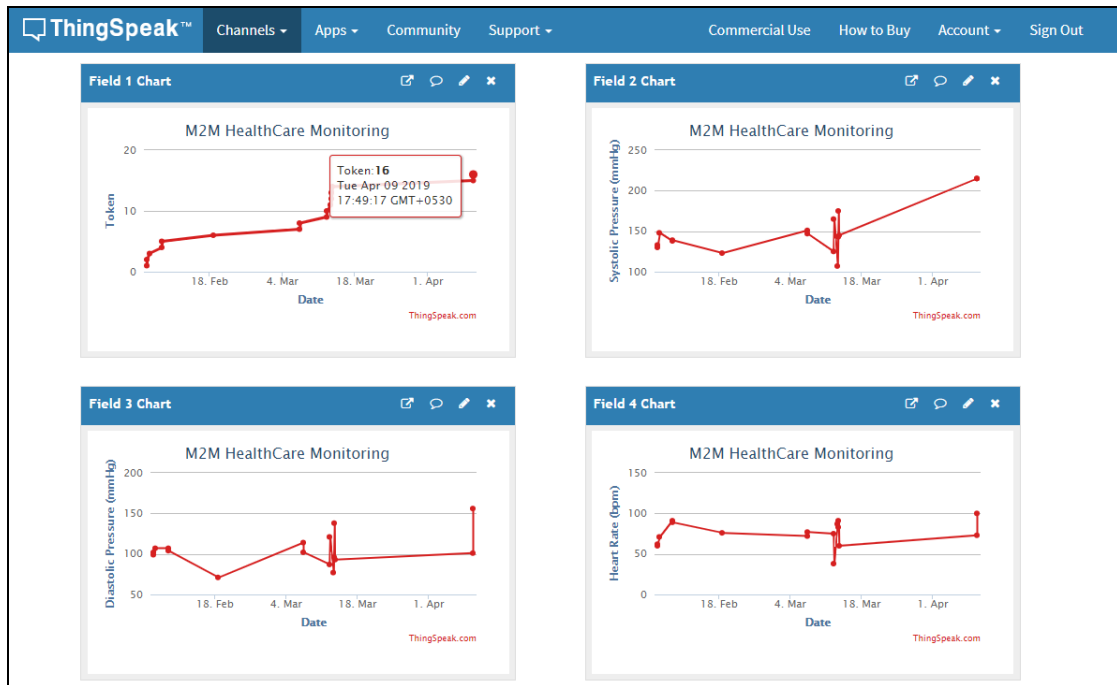 ThingSpeak™ Channels Apps Community Support Commercial Use How to Buy Account Sign Out
Field 1 Chart
M2M HealthCare Monitoring
20
10
0
Token
Token:16
Tue Apr 09 2019
17:49:17 GMT+0530
18. Feb 4. Mar 18. Mar 1. Apr
Date
ThingSpeak.com
Field 2 Chart
M2M HealthCare Monitoring
250
200
150
100
Systolic Pressure (mmHg)
18. Feb 4. Mar 18. Mar 1. Apr
Date
ThingSpeak.com
Field 3 Chart
M2M HealthCare Monitoring
200
150
100
50
Diastolic Pressure (mmHg)
18. Feb 4. Mar 18. Mar 1. Apr
Date
ThingSpeak.com
Field 4 Chart
M2M HealthCare Monitoring
150
100
50
0
Heart Rate (bpm)
18. Feb 4. Mar 18. Mar 1. Apr
Date
ThingSpeak.com